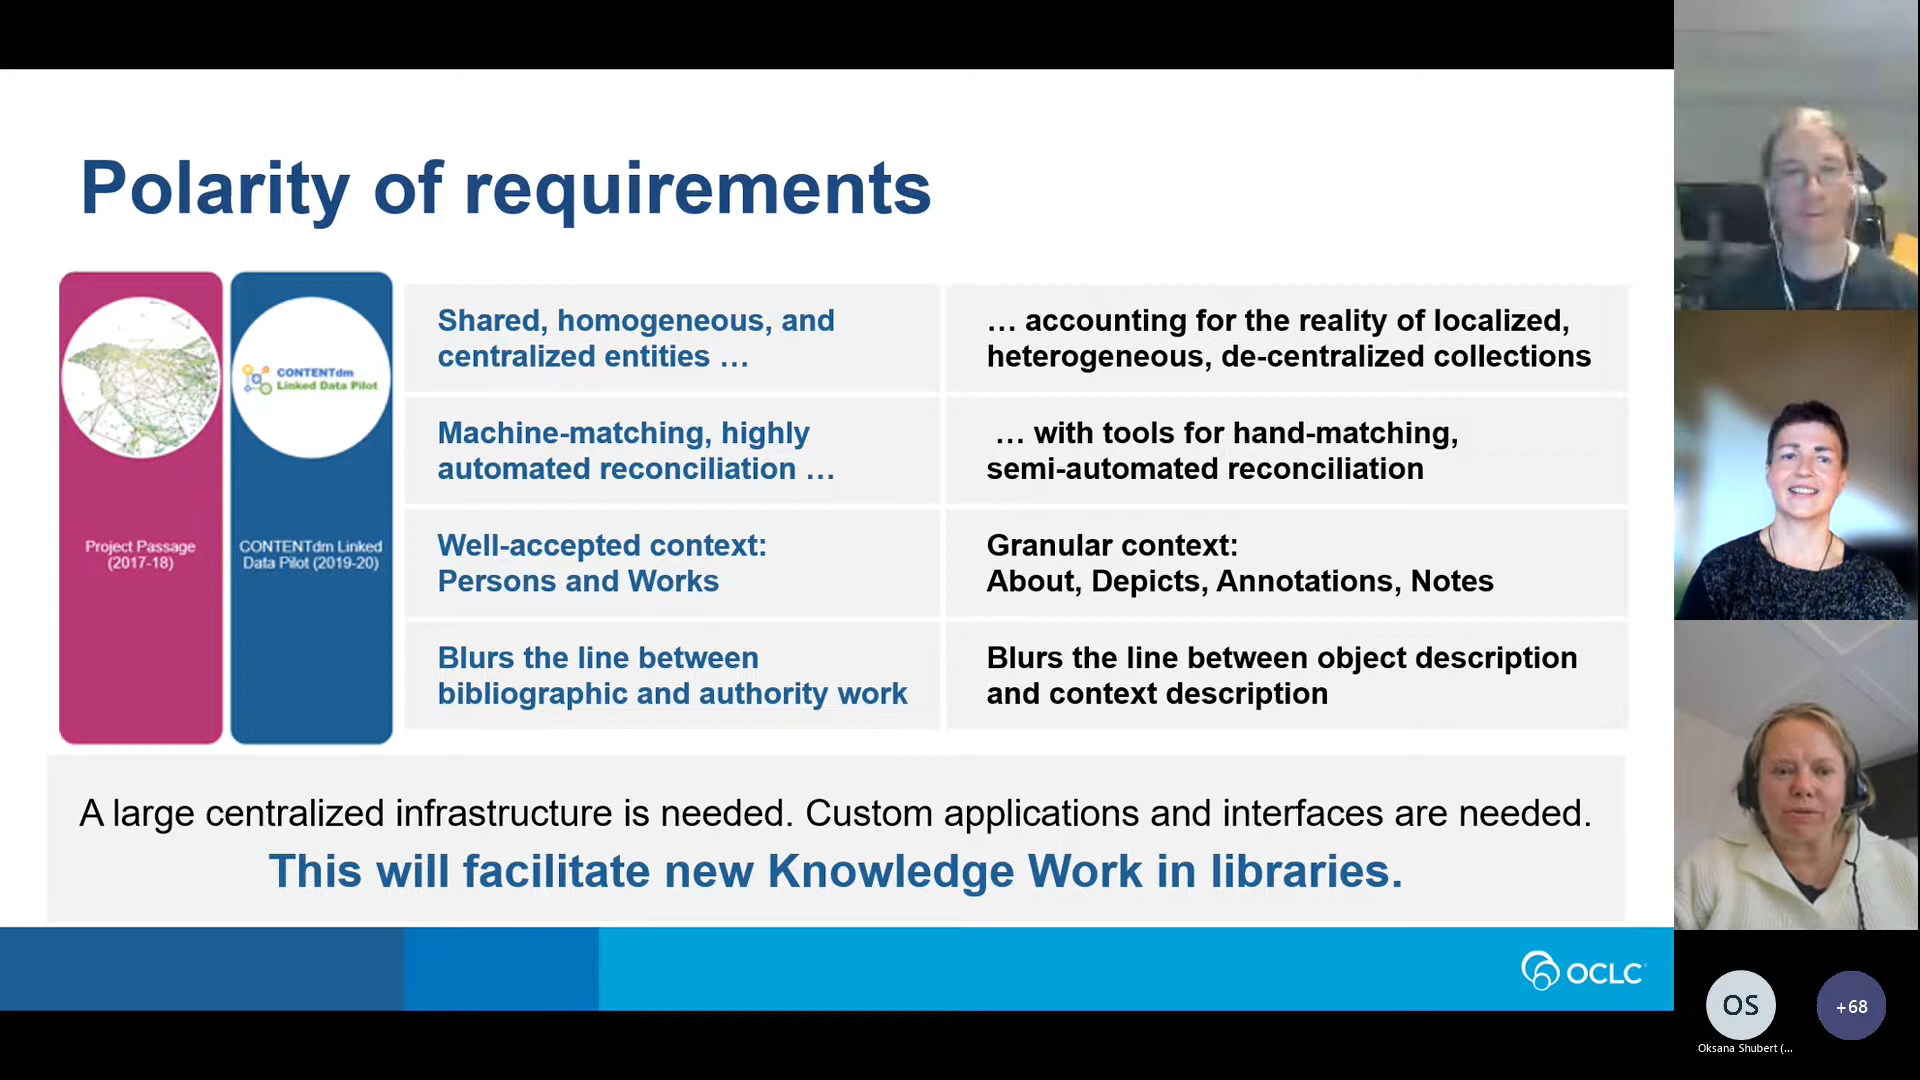 Polarity of requirements
CONTENTdm
Linked Data Pilot
Project Passage
(2017-18)
CONTENTdm Linked
Data Pilot (2019-20)
Shared, homogeneous, and
centralized entities …
… accounting for the reality of localized,
heterogeneous, de-centralized collections
Machine-matching, highly
automated reconciliation …
… with tools for hand-matching,
semi-automated reconciliation
Well-accepted context:
Persons and Works
Granular context:
About, Depicts, Annotations, Notes
Blurs the line between
bibliographic and authority work
Blurs the line between object description
and context description
A large centralized infrastructure is needed. Custom applications and interfaces are needed.
This will facilitate new Knowledge Work in libraries.
OCLC
OS
+68
Oksana Shubert (...